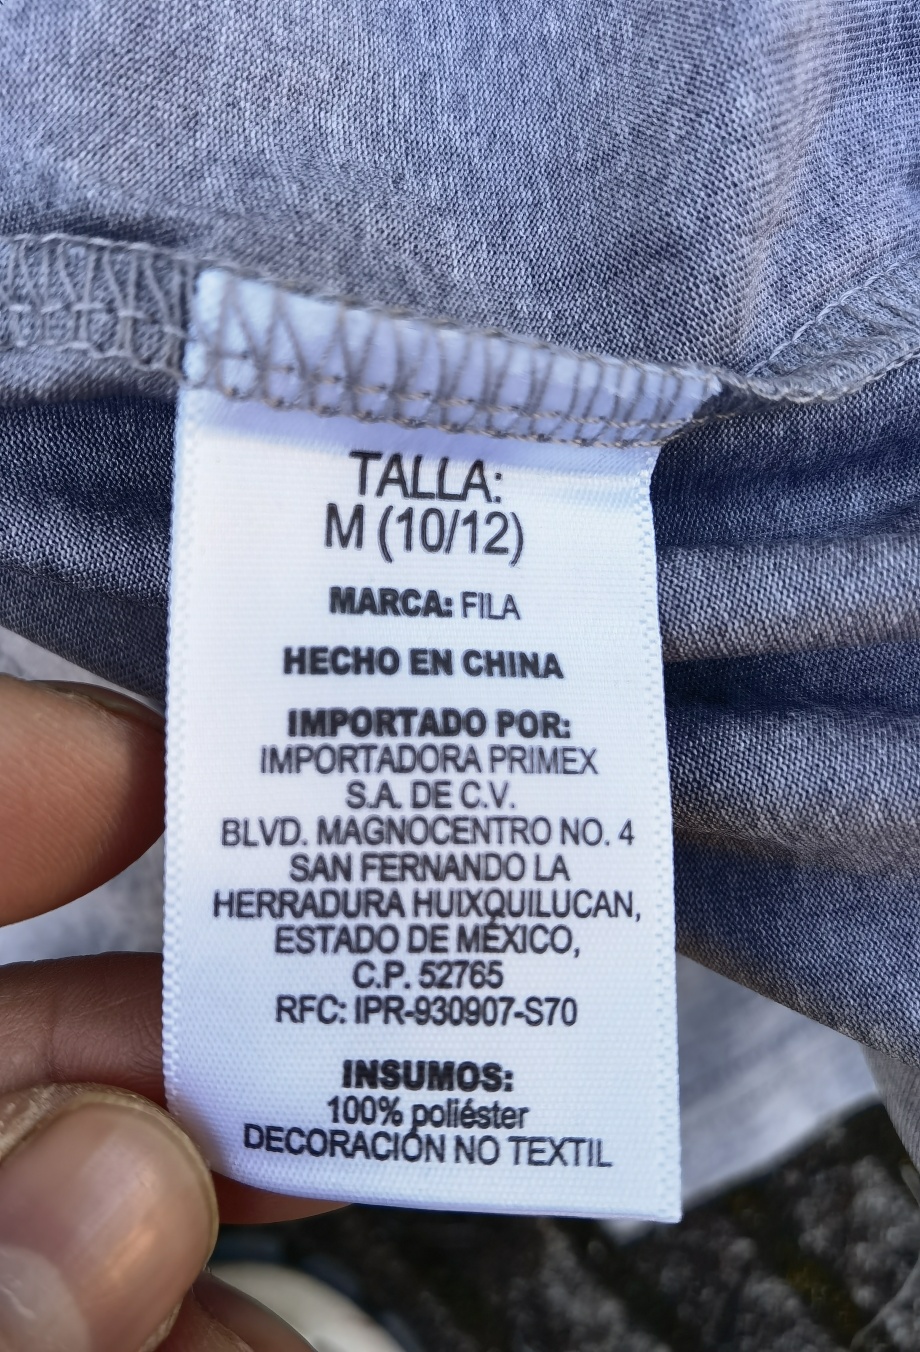 TALLA:
M (10/12)
MARCA: FILA
HECHO EN CHINA
IMPORTADO POR:
IMPORTADORA PRIMEX
S.A. DE C.V.
BLVD. MAGNOCENTRO NO. 4
SAN FERNANDO LA
HERRADURA HUIXQUILUCAN,
ESTADO DE MÉXICO,
C.P. 52765
RFC: IPR-930907-S70
INSUMOS:
100% poliéster
DECORACIÓN NO TEXTIL